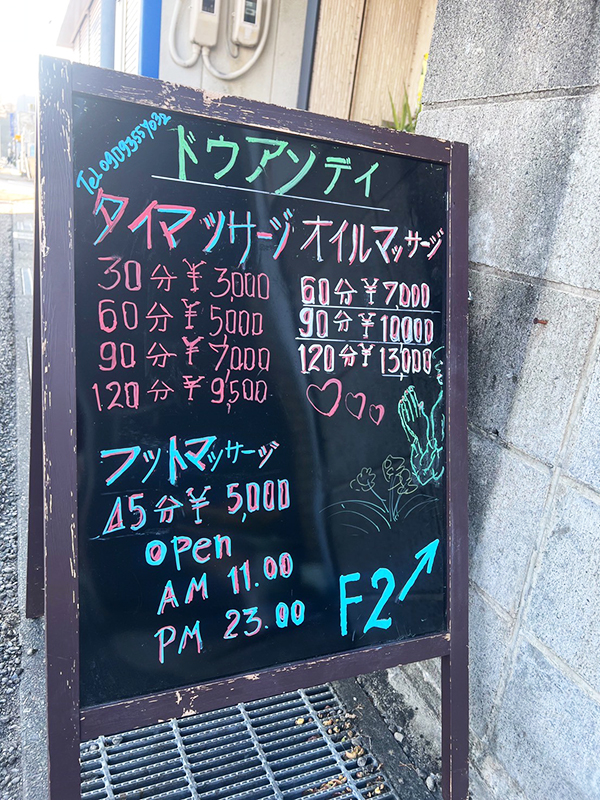 Tel 09093557032
ドゥアンディ
タイマッサージ
30分¥3,000
60分¥5000
90分¥7,000
120分¥9,500
オイルマッサージ
60分¥7,000
90分¥10000
120分¥13,000
フットマッサージ
45分¥5,000
open
AM 11.00
PM 23.00
F2